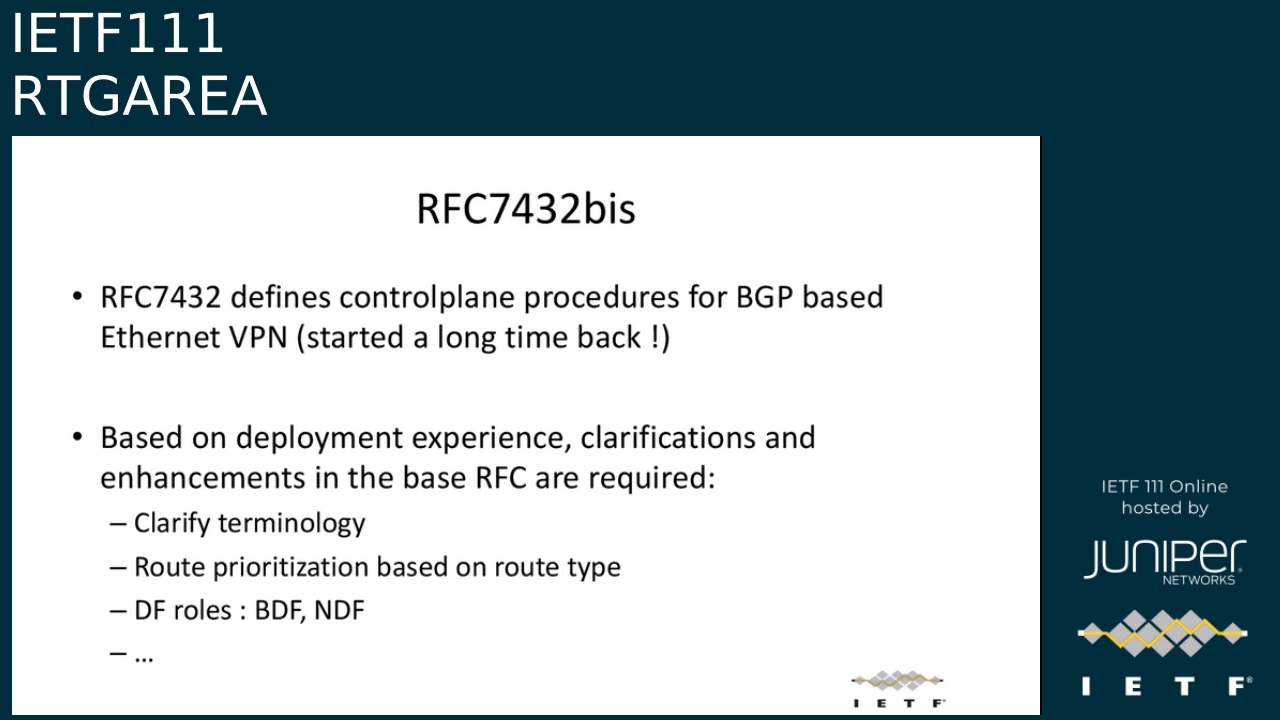 IETF111
RTGAREA
RFC7432bis
• RFC7432 defines controlplane procedures for BGP based
Ethernet VPN (started a long time back !)
• Based on deployment experience, clarifications and
enhancements in the base RFC are required:
– Clarify terminology
– Route prioritization based on route type
– DF roles : BDF, NDF
– ...
I E T F®
IETF 111 Online
hosted by
JUNIPER
NETWORKS
I E T F®